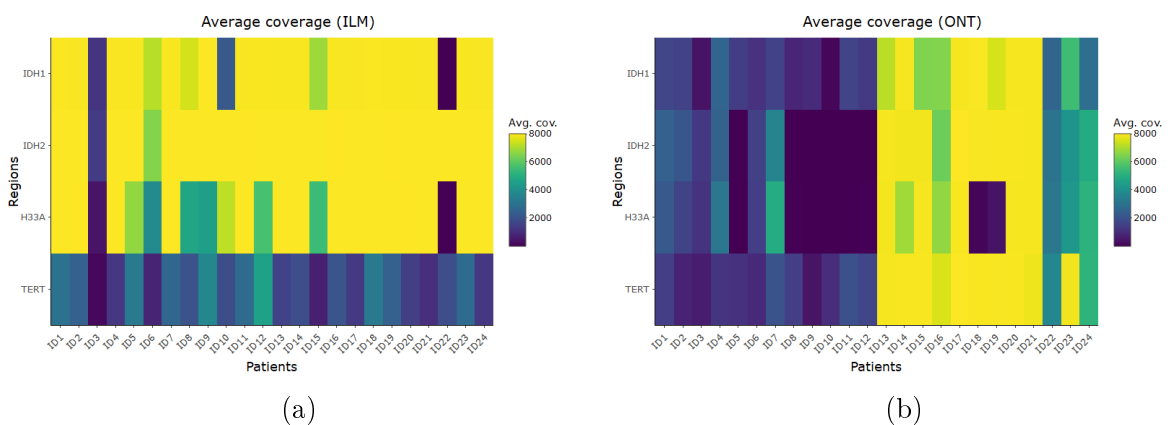 Average coverage (ILM)
IDH1
IDH2
H33A
TERT
Regions
ID1 ID2 ID3 ID4 ID5 ID6 ID7 ID8 ID9 ID10 ID11 ID12 ID13 ID14 ID15 ID16 ID17 ID18 ID19 ID20 ID21 ID22 ID23 ID24
Patients
Avg. cov.
8000
6000
4000
2000
(a)
Average coverage (ONT)
IDH1
IDH2
H33A
TERT
Regions
ID1 ID2 ID3 ID4 ID5 ID6 ID7 ID8 ID9 ID10 ID11 ID12 ID13 ID14 ID15 ID16 ID17 ID18 ID19 ID20 ID21 ID22 ID23 ID24
Patients
Avg. cov.
8000
6000
4000
2000
(b)